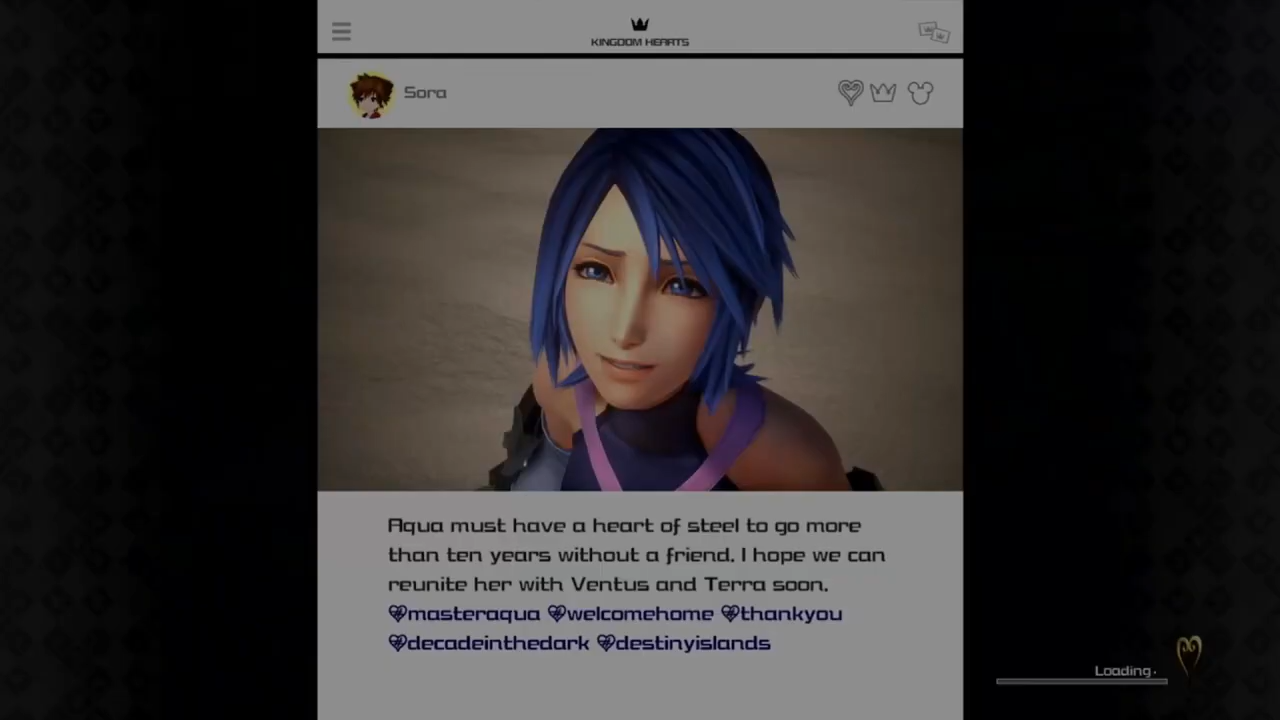 KINGDOM HEARTS
Sora
Aqua must have a heart of steel to go more
than ten years without a friend. I hope we can
reunite her with Ventus and Terra soon.
masteraqua welcomehome thankyou
decadeinthedark destinyislands
Loading.